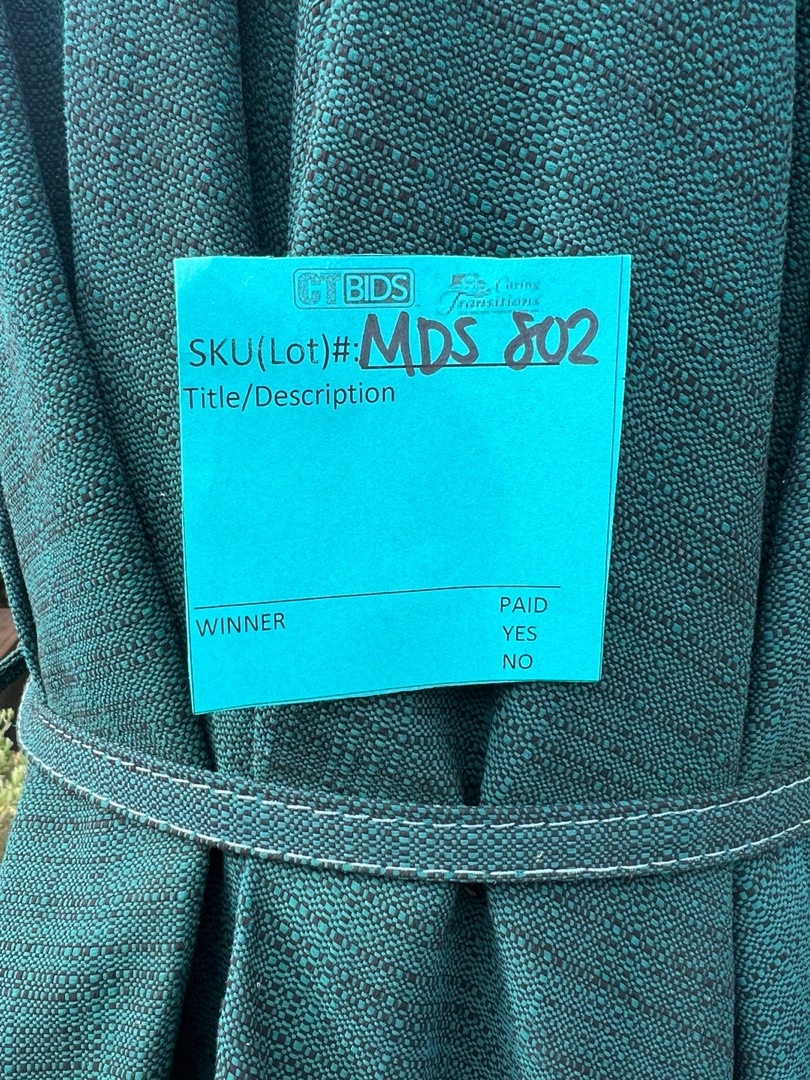 CTBIDS Caring
Transitions
SKU(Lot)#: MDS 802
Title/Description
WINNER PAID
YES
NO